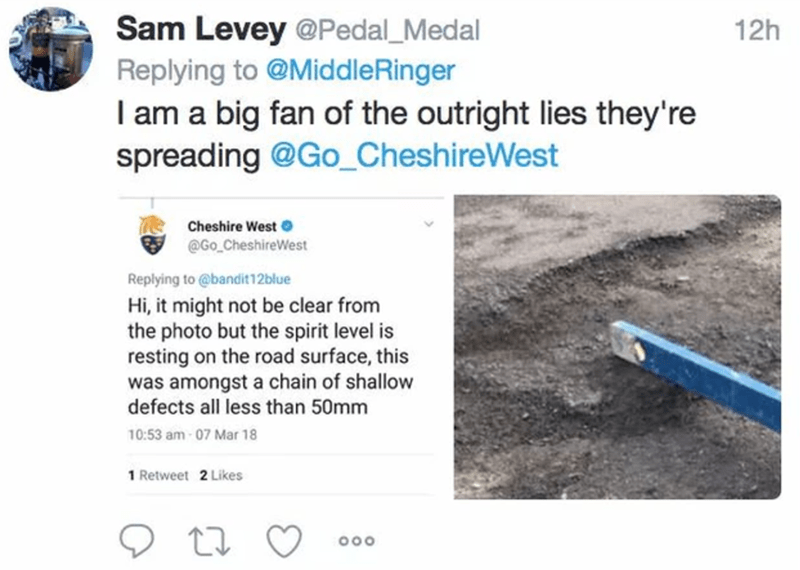 Sam Levey @Pedal_Medal 12h
Replying to @MiddleRinger
I am a big fan of the outright lies they're
spreading @Go_CheshireWest
Cheshire West
@Go_CheshireWest
Replying to @bandit12blue
Hi, it might not be clear from
the photo but the spirit level is
resting on the road surface, this
was amongst a chain of shallow
defects all less than 50mm
10:53 am · 07 Mar 18
1 Retweet 2 Likes